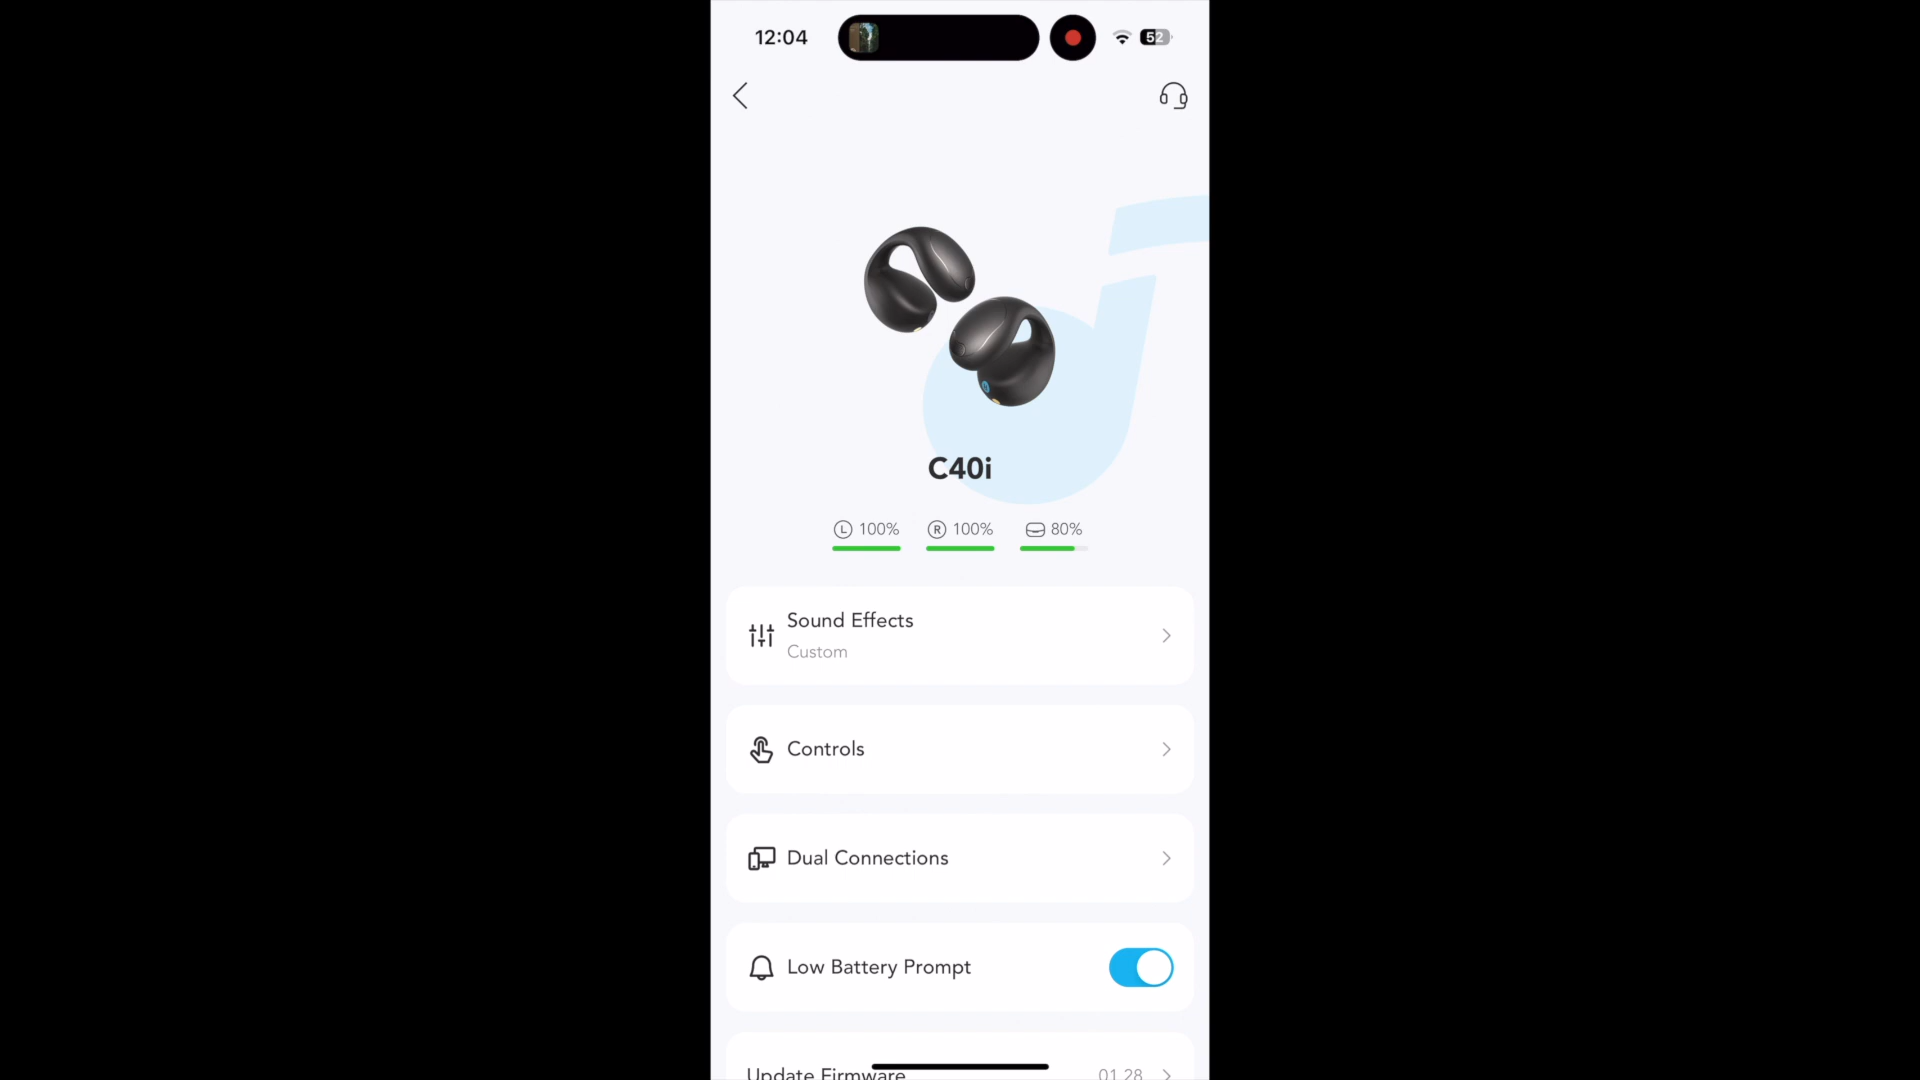 12:04
52
C40i
L 100% R 100% 80%
Sound Effects
Custom
Controls
Dual Connections
Low Battery Prompt
Update Firmware 01.28